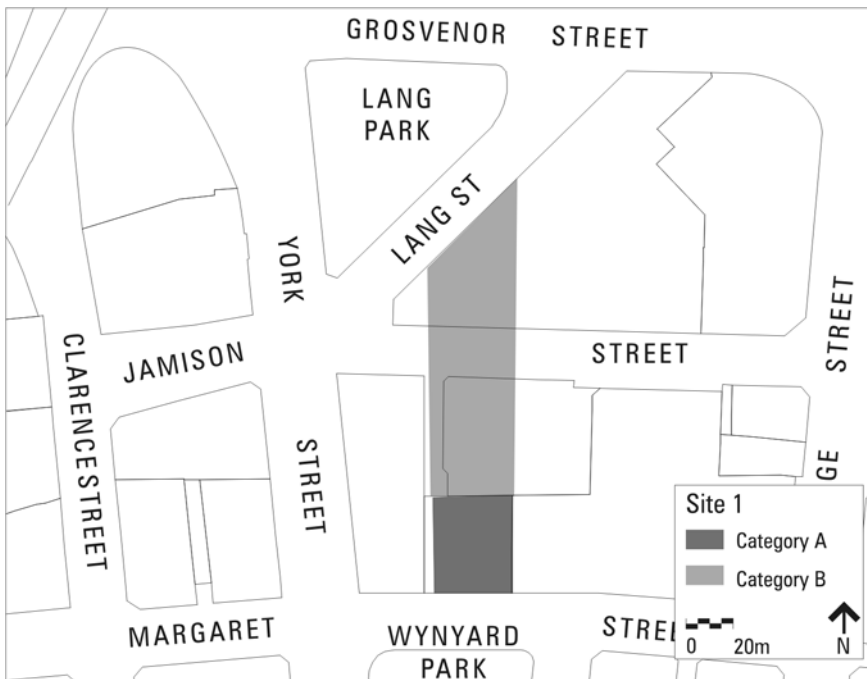 GROSVENOR STREET
LANG
PARK
LANG ST
YORK
STREET
JAMISON
STREET
CLARENCE STREET
STREET
GE
MARGARET
WYNYARD
PARK
STREE
Site 1
Category A
Category B
0 20m
N